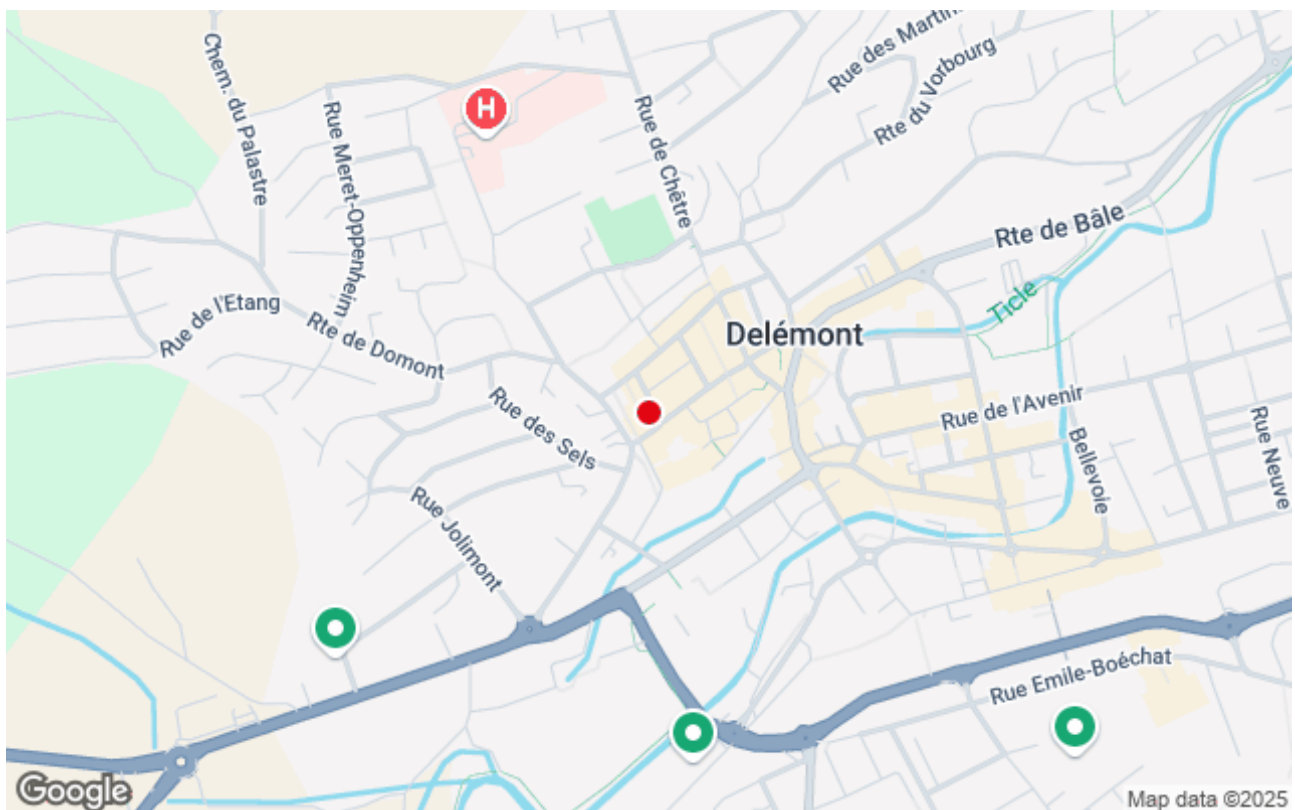 Rue des Martin
Chem. du Palastre
Rte du Vorbourg
H
Rue Meret-Oppenheim
Rue de Chêtre
Rte de Bâle
Rue de l'Etang
Ticle
Rte de Domont
Delémont
Rue de l'Avenir
Rue des Sels
Bellevoie
Rue Neuve
Rue Jolimont
Rue Emile-Boéchat
Google
Map data ©2025